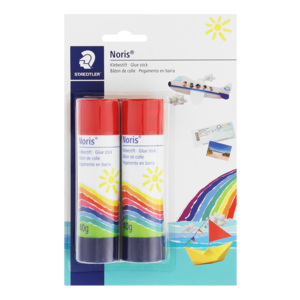 STAEDTLER
Noris®
Klebestift · Glue stick
Bâton de colle · Pegamento en barra
Noris®
Klebestift · Glue stick
Bâton de colle
Pegamento en barra
40g
Noris®
Klebestift · Glue stick
Bâton de colle
Pegamento en barra
40g